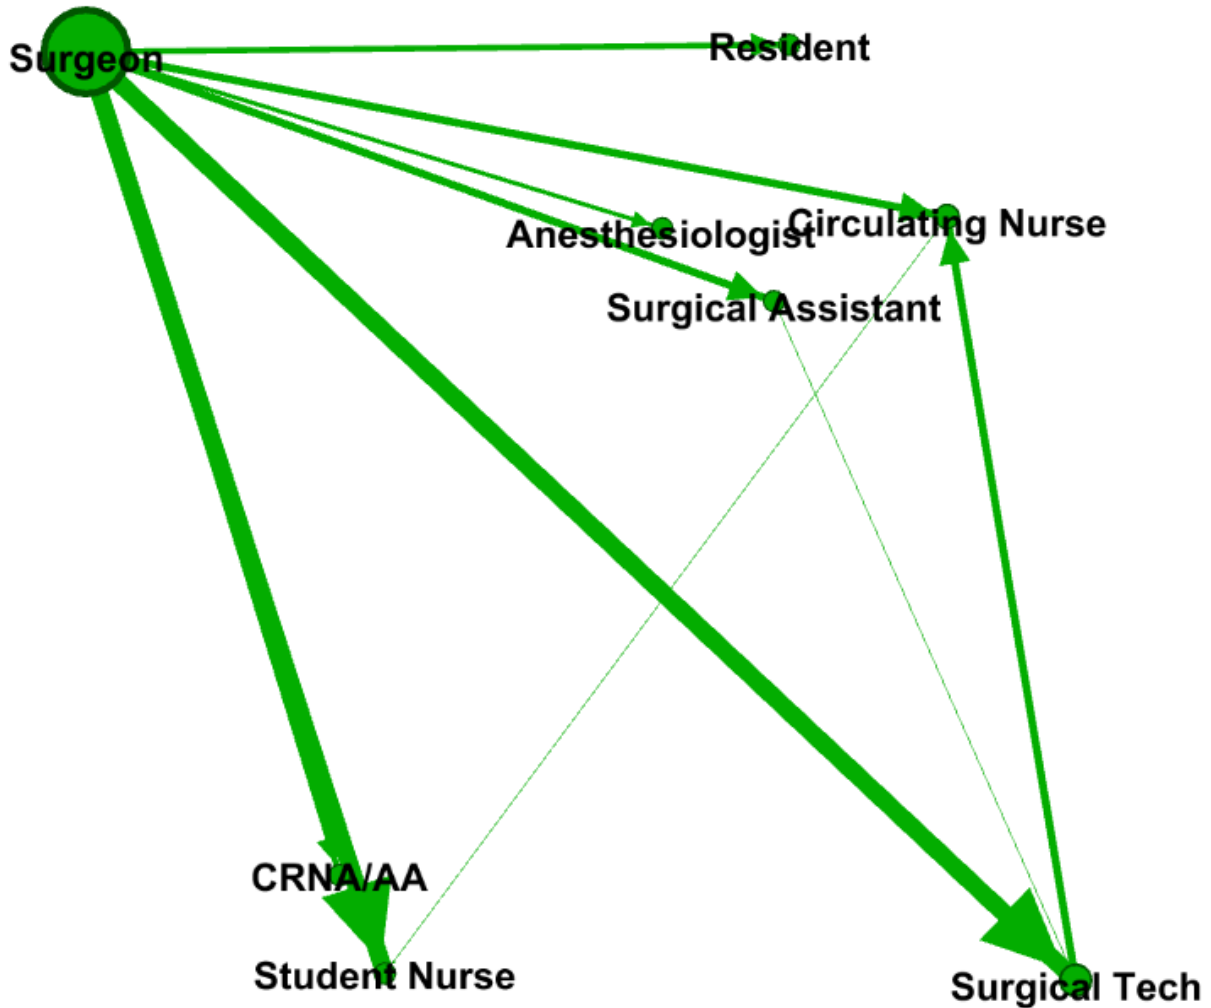 Surgeon
Resident
Circulating Nurse
Anesthesiologist
Surgical Assistant
CRNA/AA
Student Nurse
Surgical Tech